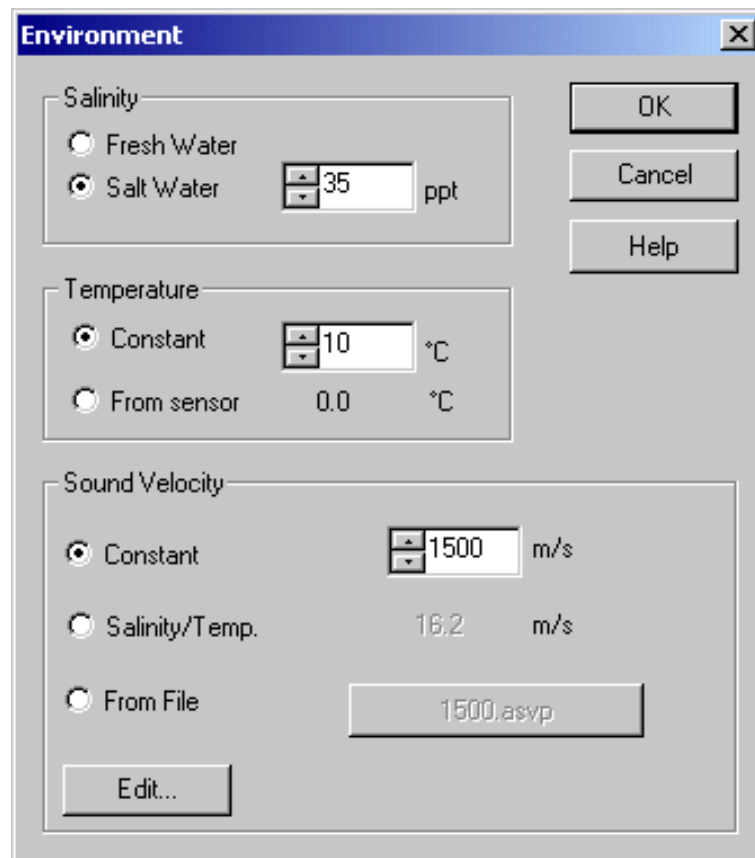 Environment
Salinity
Fresh Water
Salt Water 35 ppt
OK
Cancel
Help
Temperature
Constant 10 °C
From sensor 0.0 °C
Sound Velocity
Constant 1500 m/s
Salinity/Temp. 16.2 m/s
From File 1500.asvp
Edit...